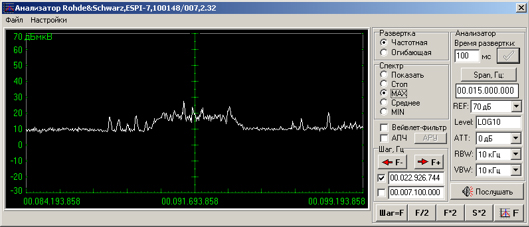 Анализатор Rohde&Schwarz,ESPI-7,100148/007,2.32
Файл Настройки
70 дБмкВ
60
50
40
30
20
10
0
-10
-20
-30
00.084.193.858 00.091.693.858 00.099.193.858
Развертка
Частотная
Огибающая
Спектр
Показать
Стоп
MAX
Среднее
MIN
Вейвлет-Фильтр
АПЧ АРУ
Шаг, Гц:
F- F+
00.022.926.744
00.007.100.000
Анализатор
Время развертки:
100 мс
Span, Гц:
00.015.000.000
REF: 70 дБ
Level: LOG10
ATT: 0 дБ
RBW: 10 кГц
VBW: 10 кГц
Послушать
Шаг=F F/2 F*2 S*2 F